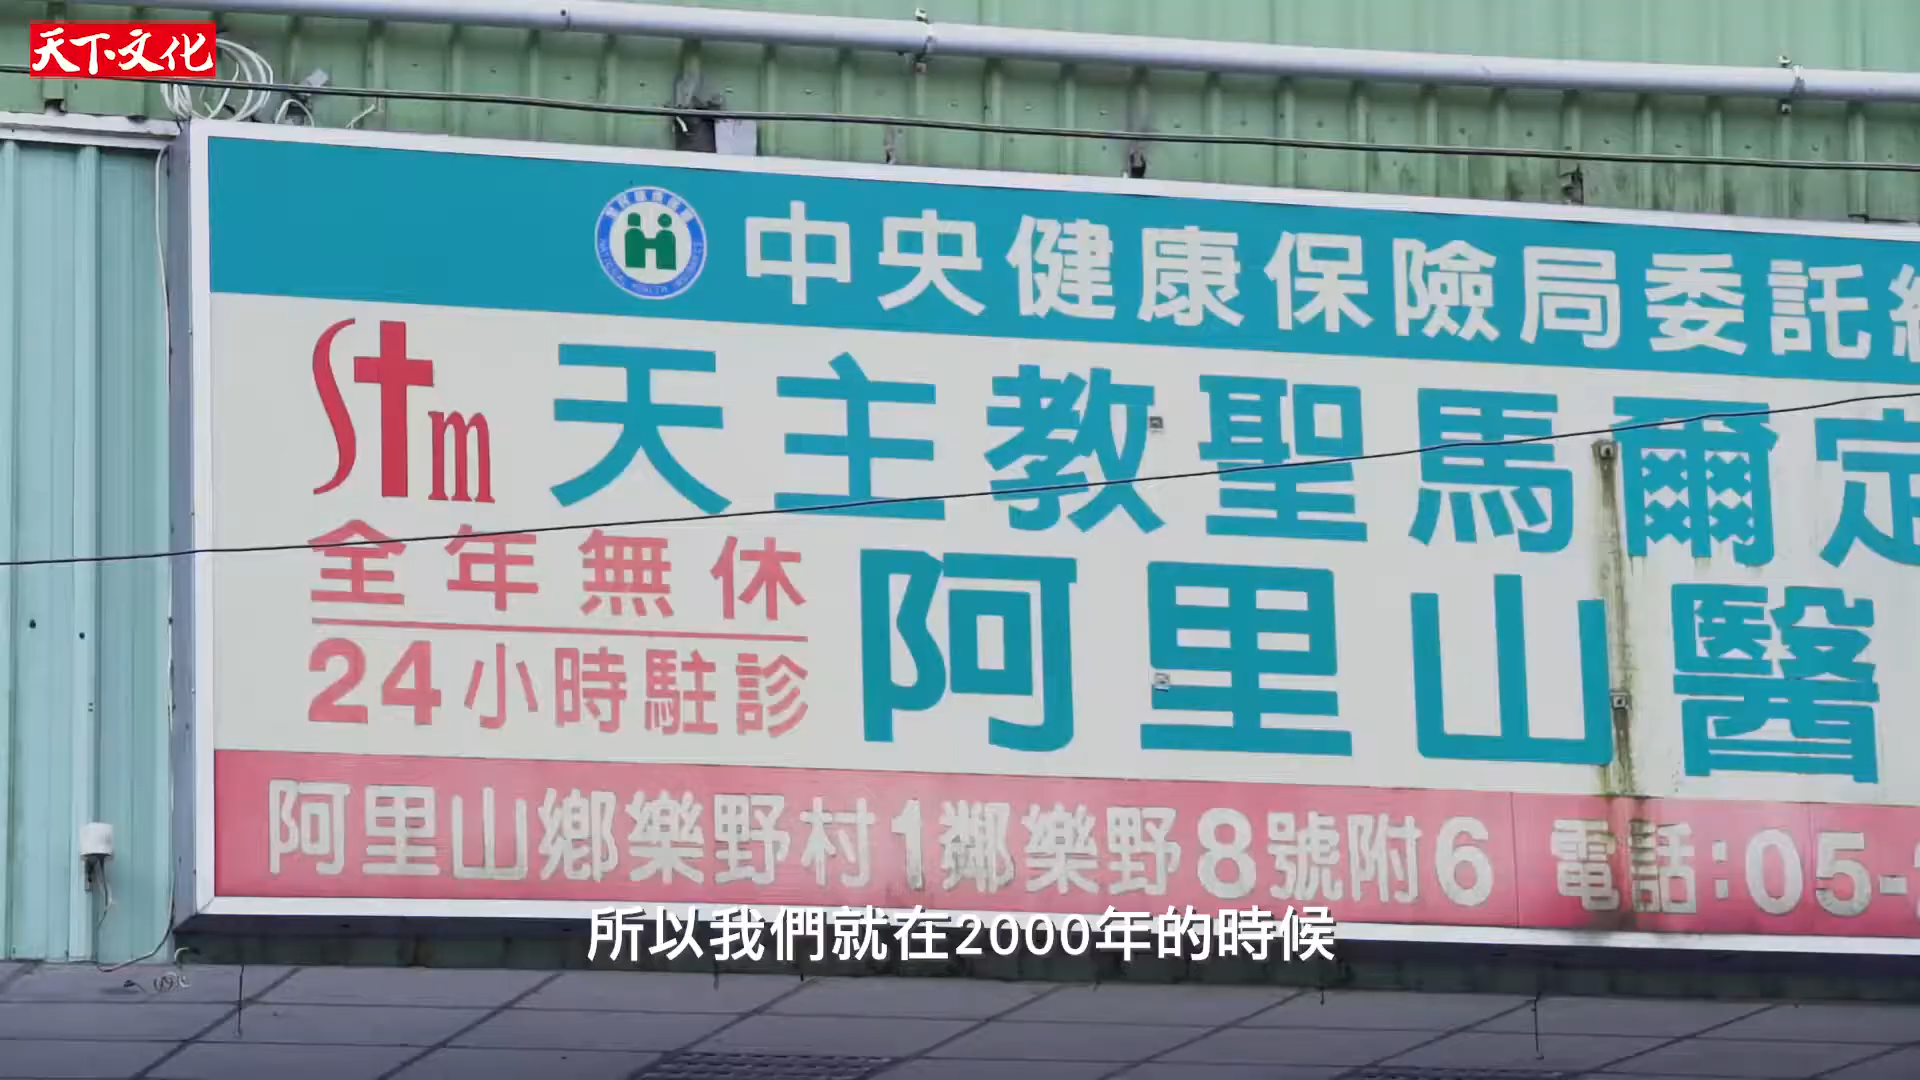 天下文化
中央健康保險局委託
Stm 天主教聖馬爾定
全年無休
24小時駐診
阿里山醫
阿里山鄉樂野村1鄰樂野8號附6 電話:05-
所以我們就在2000年的時候